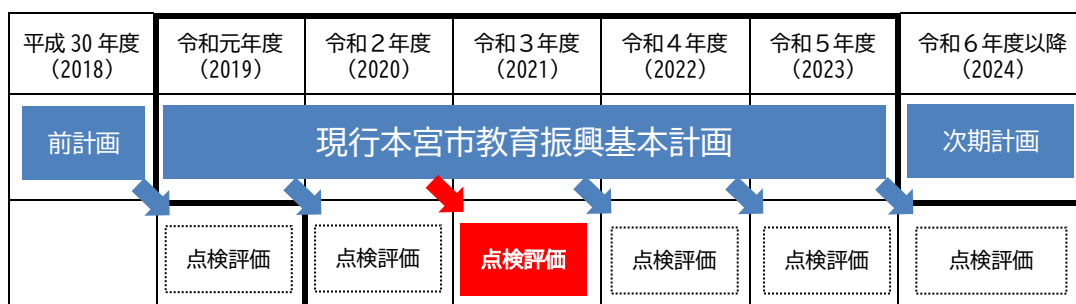 平成 30 年度
（2018）
令和元年度
（2019）
令和２年度
（2020）
令和３年度
（2021）
令和４年度
（2022）
令和５年度
（2023）
令和６年度以降
（2024）
前計画
現行本宮市教育振興基本計画
次期計画
点検評価
点検評価
点検評価
点検評価
点検評価
点検評価